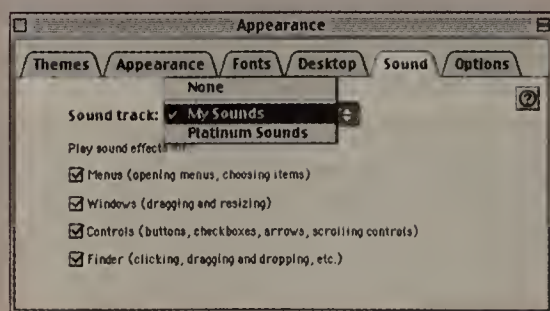 Appearance
Themes Appearance Fonts Desktop Sound Options
None
Sound track: ✓ My Sounds
Platinum Sounds
Play sound effects
Menus (opening menus, choosing items)
Windows (dragging and resizing)
Controls (buttons, checkboxes, arrows, scrolling controls)
Finder (clicking, dragging and dropping, etc.)